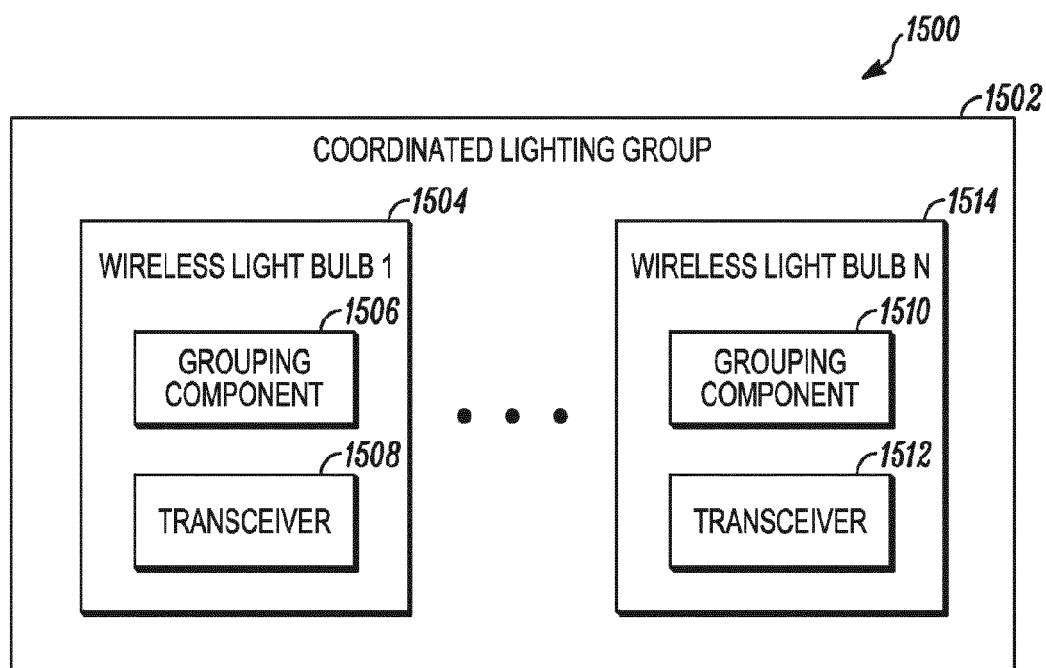 1500
1502
COORDINATED LIGHTING GROUP
1504
1514
WIRELESS LIGHT BULB 1
WIRELESS LIGHT BULB N
1506
1510
GROUPING
COMPONENT
GROUPING
COMPONENT
1508
1512
TRANSCEIVER
TRANSCEIVER